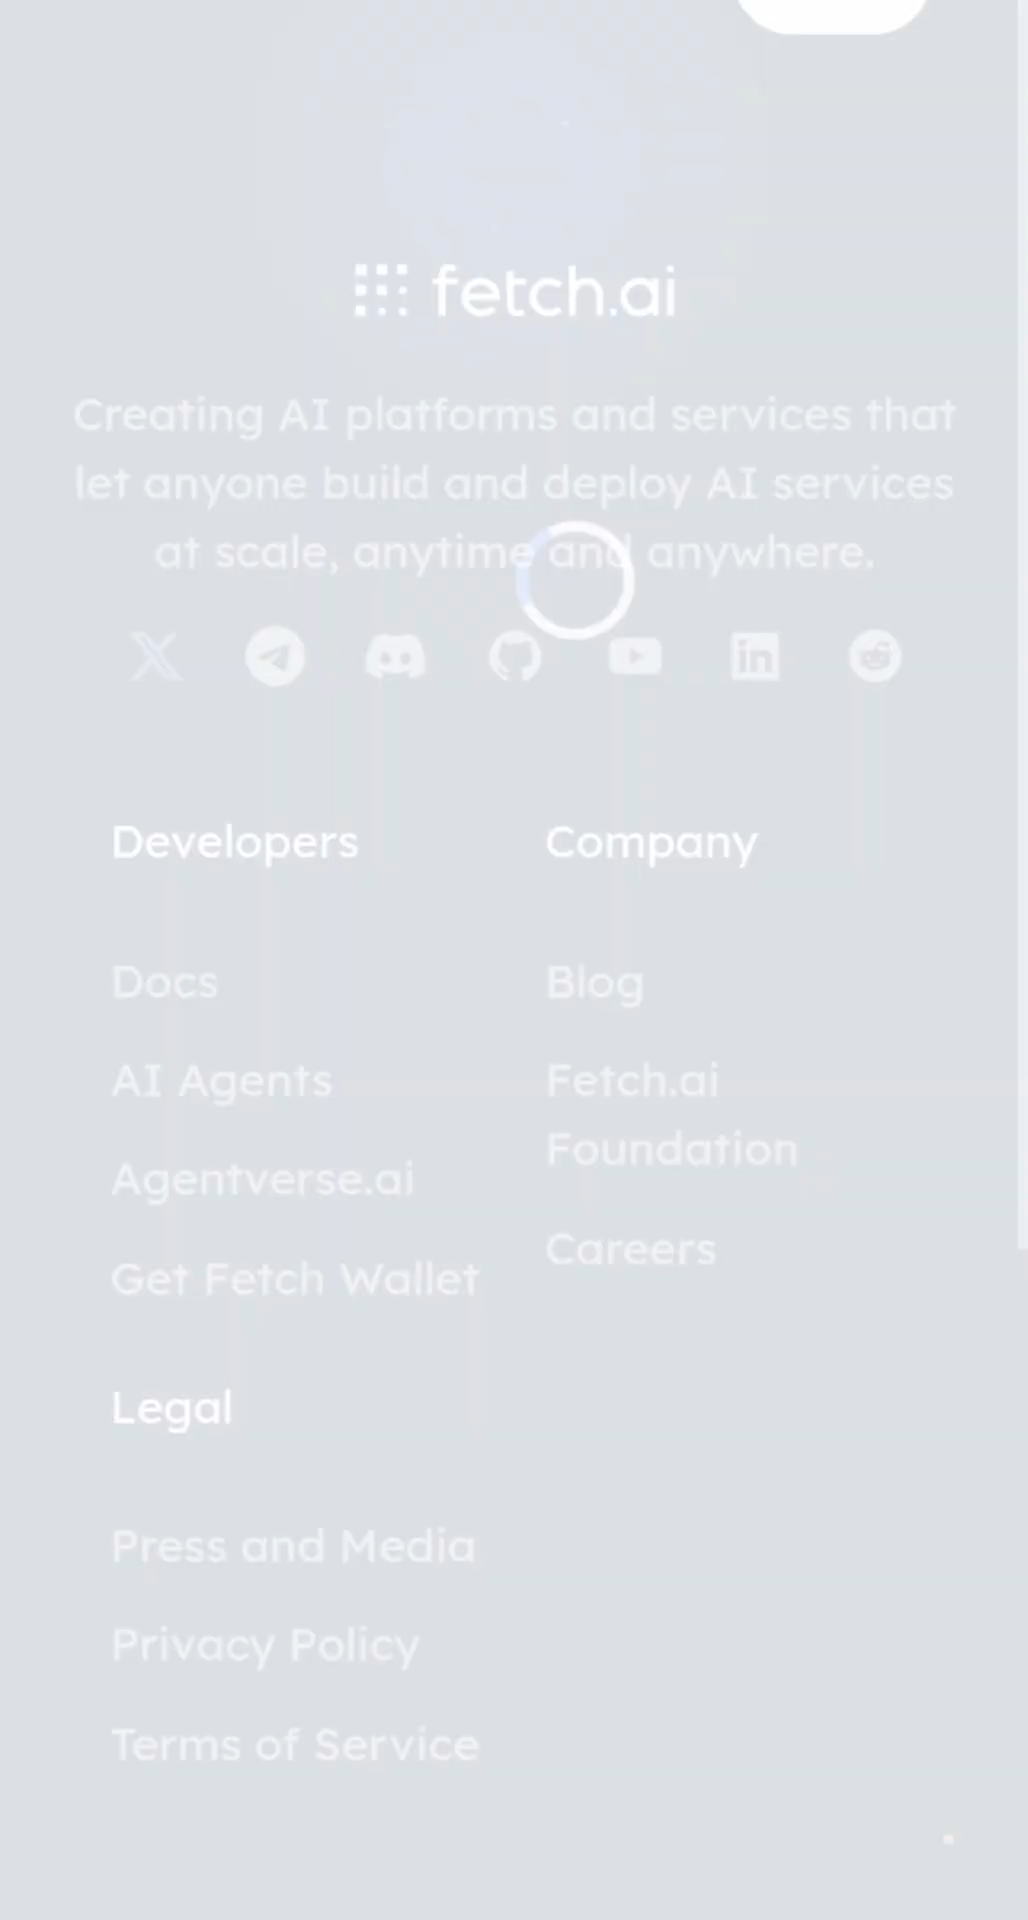 fetch.ai
Creating AI platforms and services that
let anyone build and deploy AI services
at scale, anytime and anywhere.
Developers
Docs
AI Agents
Agentverse.ai
Get Fetch Wallet
Company
Blog
Fetch.ai
Foundation
Careers
Legal
Press and Media
Privacy Policy
Terms of Service